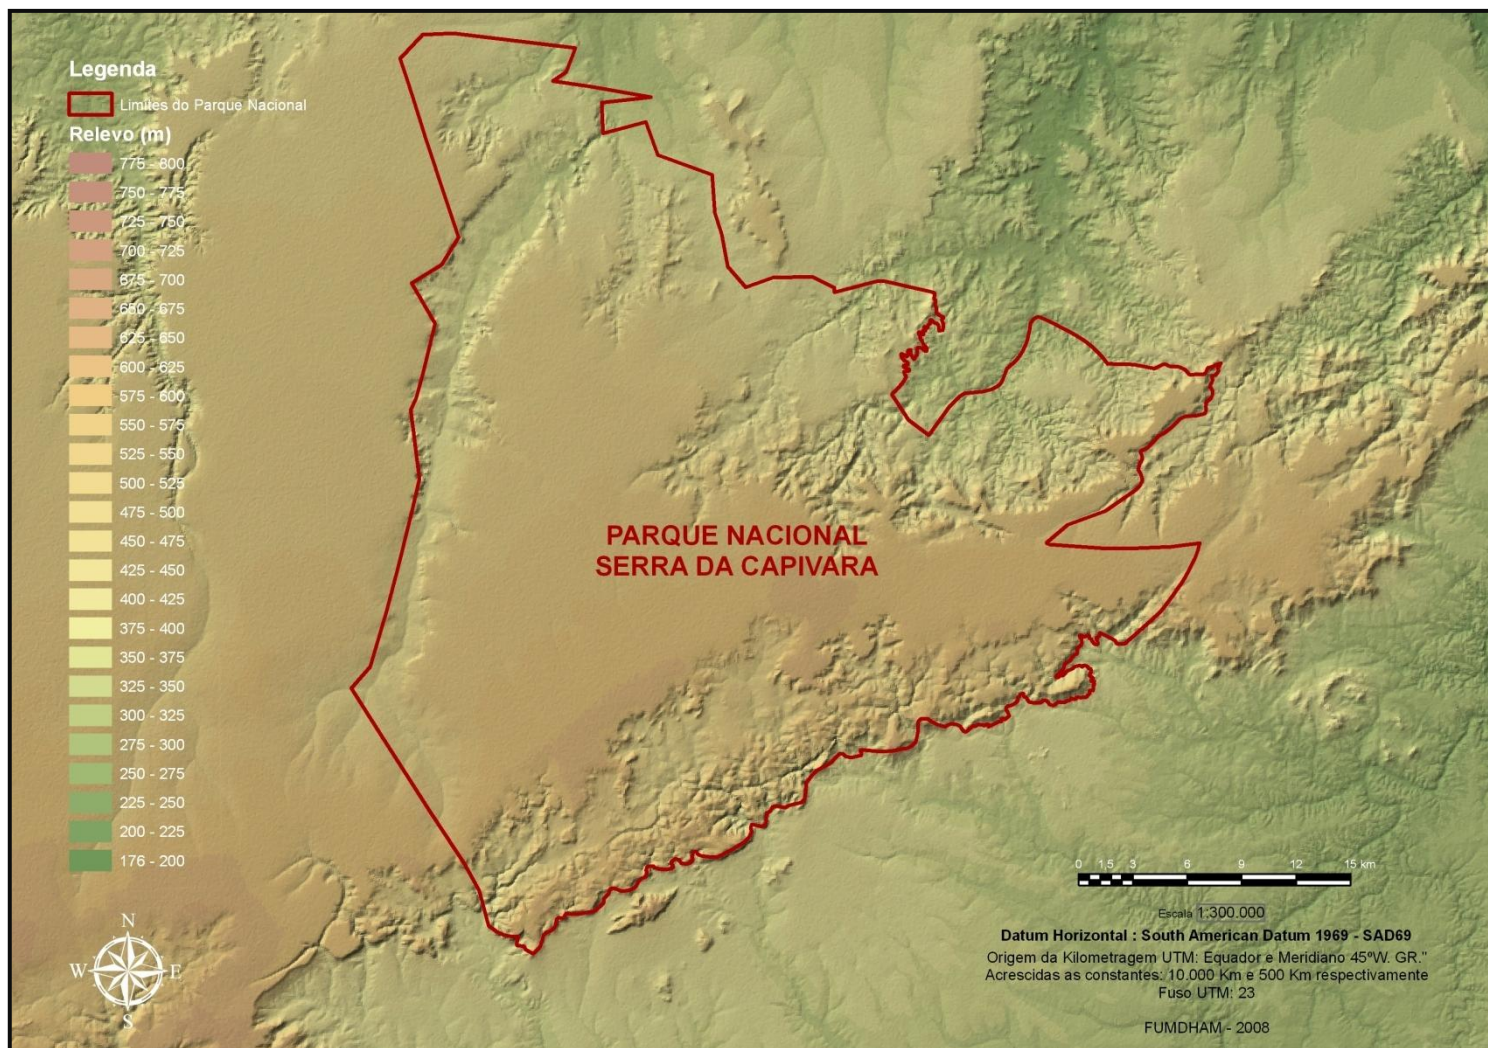 Legenda
Limites do Parque Nacional
Relevo (m)
775 - 800
750 - 775
725 - 750
700 - 725
675 - 700
650 - 675
625 - 650
600 - 625
575 - 600
550 - 575
525 - 550
500 - 525
475 - 500
450 - 475
425 - 450
400 - 425
375 - 400
350 - 375
325 - 350
300 - 325
275 - 300
250 - 275
225 - 250
200 - 225
176 - 200
PARQUE NACIONAL
SERRA DA CAPIVARA
N
W E
S
0 1,5 3 6 9 12 15 km
Escala 1:300.000
Datum Horizontal : South American Datum 1969 - SAD69
Origem da Kilometragem UTM: Equador e Meridiano 45ºW. GR."
Acrescidas as constantes: 10.000 Km e 500 Km respectivamente
Fuso UTM: 23
FUMDHAM - 2008